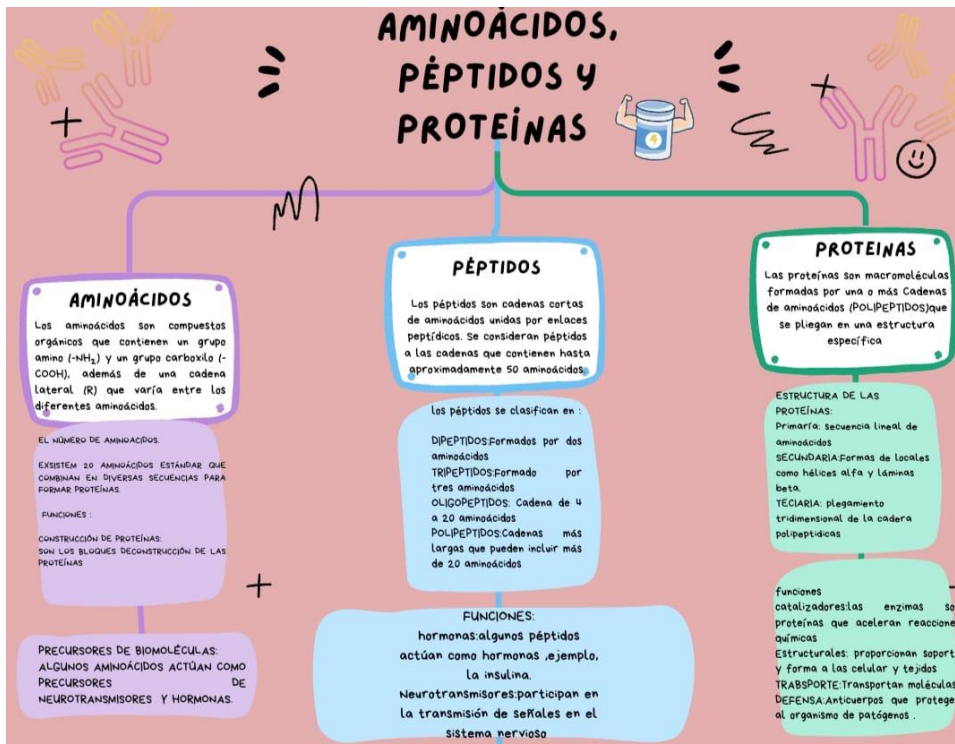 AMINOÁCIDOS,
PÉPTIDOS Y
PROTEÍNAS
AMINOÁCIDOS
Los aminoácidos son compuestos
orgánicos que contienen un grupo
amino (-NH₂) y un grupo carboxilo (-
COOH), además de una cadena
lateral (R) que varía entre los
diferentes aminoácidos.
EL NÚMERO DE AMINOACIDOS.
EXSISTEM 20 AMINOÁCIDOS ESTÁNDAR QUE
COMBINAN EN DIVERSAS SECUENCIAS PARA
FORMAR PROTEÍNAS.
FUNCIONES :
CONSTRUCCIÓN DE PROTEÍNAS:
SON LOS BLOQUES DECONSTRUCCIÓN DE LAS
PROTEÍNAS
PRECURSORES DE BIOMOLÉCULAS:
ALGUNOS AMINOÁCIDOS ACTÚAN COMO
PRECURSORES DE
NEUROTRANSMISORES Y HORMONAS.
PÉPTIDOS
Los péptidos son cadenas cortas
de aminoácidos unidas por enlaces
peptídicos. Se consideran péptidos
a las cadenas que contienen hasta
aproximadamente 50 aminoácidos.
los péptidos se clasifican en :
DIPEPTIDOS:Formados por dos
aminoácidos
TRIPEPTIDOS:Formado por
tres aminoácidos
OLIGOPEPTIDOS: Cadena de 4
a 20 aminoácidos
POLIPEPTIDOS:Cadenas más
largas que pueden incluir más
de 20 aminoácidos
FUNCIONES:
hormonas:algunos péptidos
actúan como hormonas ,ejemplo,
la insulina.
Neurotransmisores:participan en
la transmisión de señales en el
sistema nervioso
PROTEINAS
Las proteínas son macromoléculas
formadas por una o más Cadenas
de aminoácidos (POLIPEPTIDOS)que
se pliegan en una estructura
específica
ESTRUCTURA DE LAS
PROTEÍNAS:
Primaría: secuencia lineal de
aminoácidos
SECUNDARIA:Formas de locales
como hélices alfa y láminas
beta.
TECIARIA: plegamiento
tridimensional de la cadera
polipeptidicas
funciones
catalizadores:las enzimas so
proteínas que aceleran reaccione
químicas
Estructurales: proporcionan soport
y forma a las celular y tejidos
TRABSPORTE:Transportan moléculas
DEFENSA:Anticuerpos que protege
al organismo de patógenos .